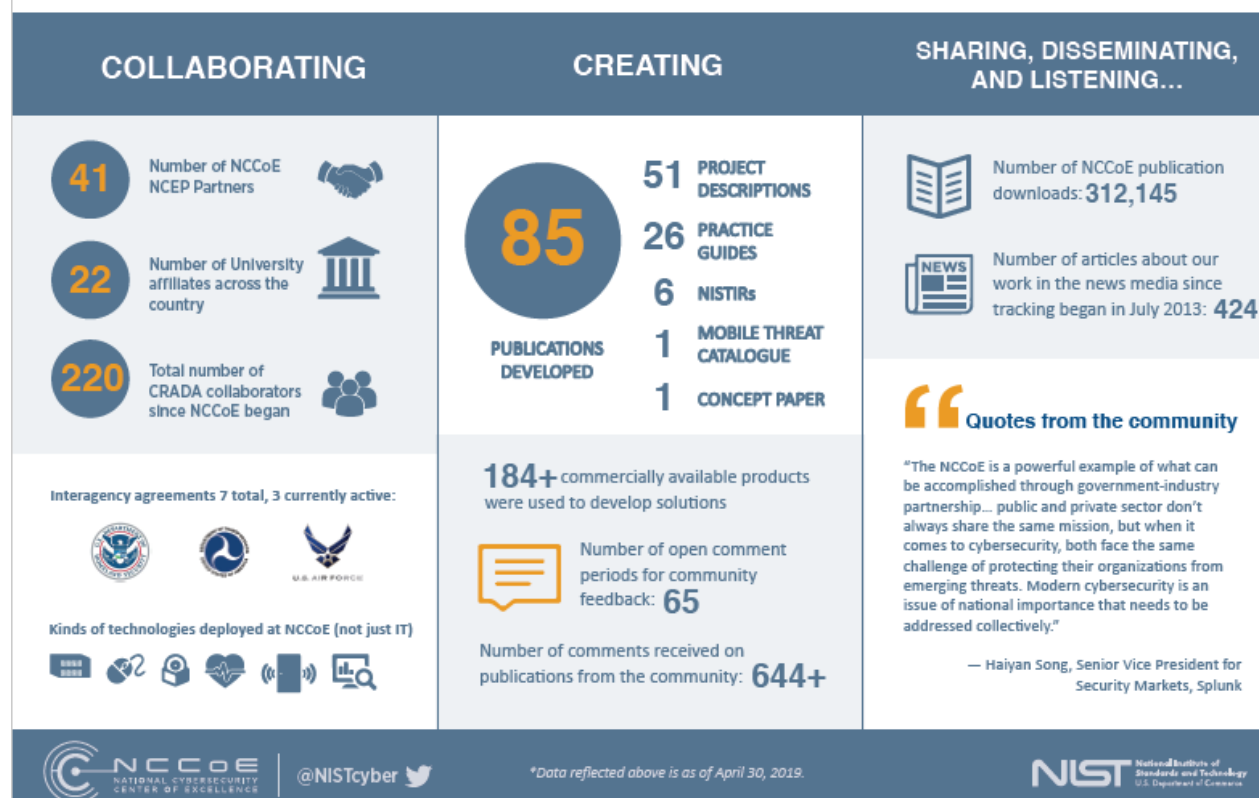 COLLABORATING
41
Number of NCCoE
NCEP Partners
22
Number of University
affiliates across the
country
220
Total number of
CRADA collaborators
since NCCoE began
Interagency agreements 7 total, 3 currently active:
U.S. AIR FORCE
Kinds of technologies deployed at NCCoE (not just IT)
CREATING
85
PUBLICATIONS
DEVELOPED
51 PROJECT
DESCRIPTIONS
26 PRACTICE
GUIDES
6 NISTIRs
1 MOBILE THREAT
CATALOGUE
1 CONCEPT PAPER
184+ commercially available products
were used to develop solutions
Number of open comment
periods for community
feedback: 65
Number of comments received on
publications from the community: 644+
SHARING, DISSEMINATING,
AND LISTENING...
Number of NCCoE publication
downloads: 312,145
NEWS
Number of articles about our
work in the news media since
tracking began in July 2013: 424
“ Quotes from the community
“The NCCoE is a powerful example of what can
be accomplished through government-industry
partnership... public and private sector don’t
always share the same mission, but when it
comes to cybersecurity, both face the same
challenge of protecting their organizations from
emerging threats. Modern cybersecurity is an
issue of national importance that needs to be
addressed collectively.”
— Haiyan Song, Senior Vice President for
Security Markets, Splunk
NCCoE
NATIONAL CYBERSECURITY
CENTER OF EXCELLENCE
@NISTcyber
*Data reflected above is as of April 30, 2019.
NIST
National Institute of
Standards and Technology
U.S. Department of Commerce